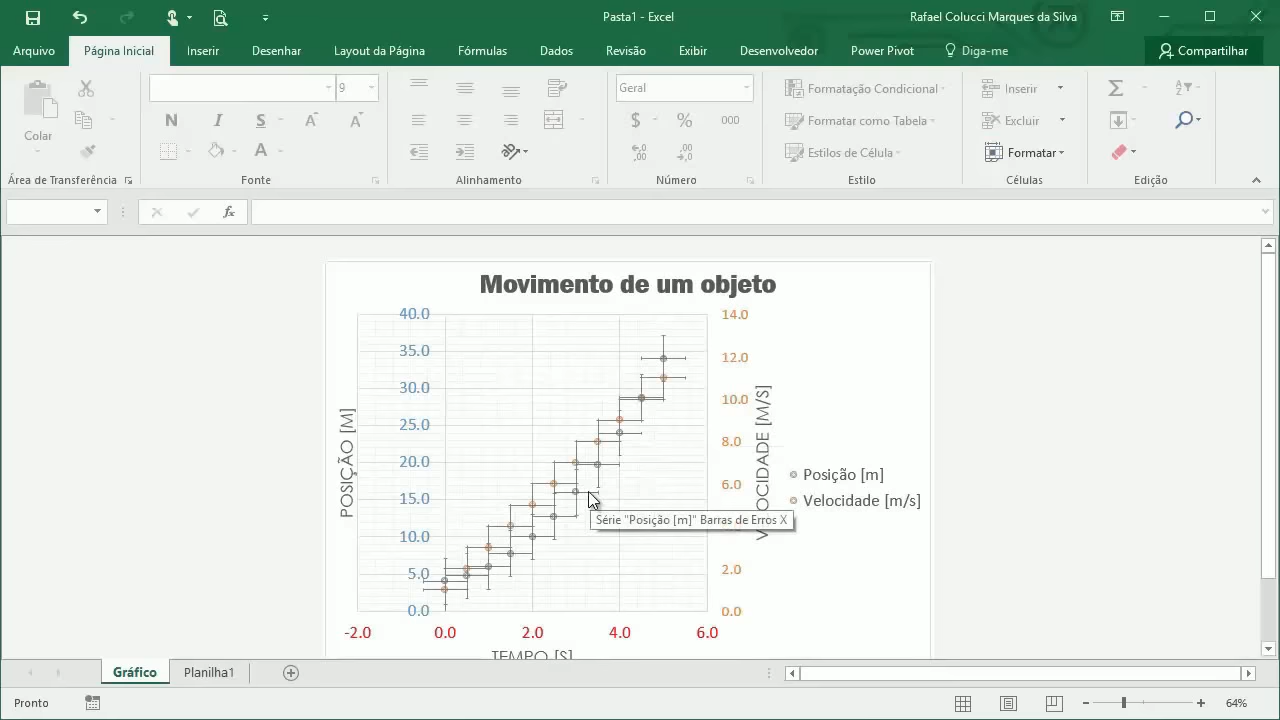 Pasta1 - Excel
Rafael Colucci Marques da Silva
Arquivo
Página Inicial
Inserir
Desenhar
Layout da Página
Fórmulas
Dados
Revisão
Exibir
Desenvolvedor
Power Pivot
Diga-me
Compartilhar
Colar
Área de Transferência
9
N I S A A
A
Fonte
Alinhamento
Geral
$ % 000
Número
Formatação Condicional
Formatar como Tabela
Estilos de Célula
Estilo
Inserir
Excluir
Formatar
Células
Edição
fx
Movimento de um objeto
POSIÇÃO [M]
40.0
35.0
30.0
25.0
20.0
15.0
10.0
5.0
0.0
14.0
12.0
10.0
8.0
6.0
2.0
0.0
VELOCIDADE [M/S]
Posição [m]
Velocidade [m/s]
Série "Posição [m]" Barras de Erros X
-2.0 0.0 2.0 4.0 6.0
TEMPO [S]
Gráfico
Planilha1
Pronto
64%